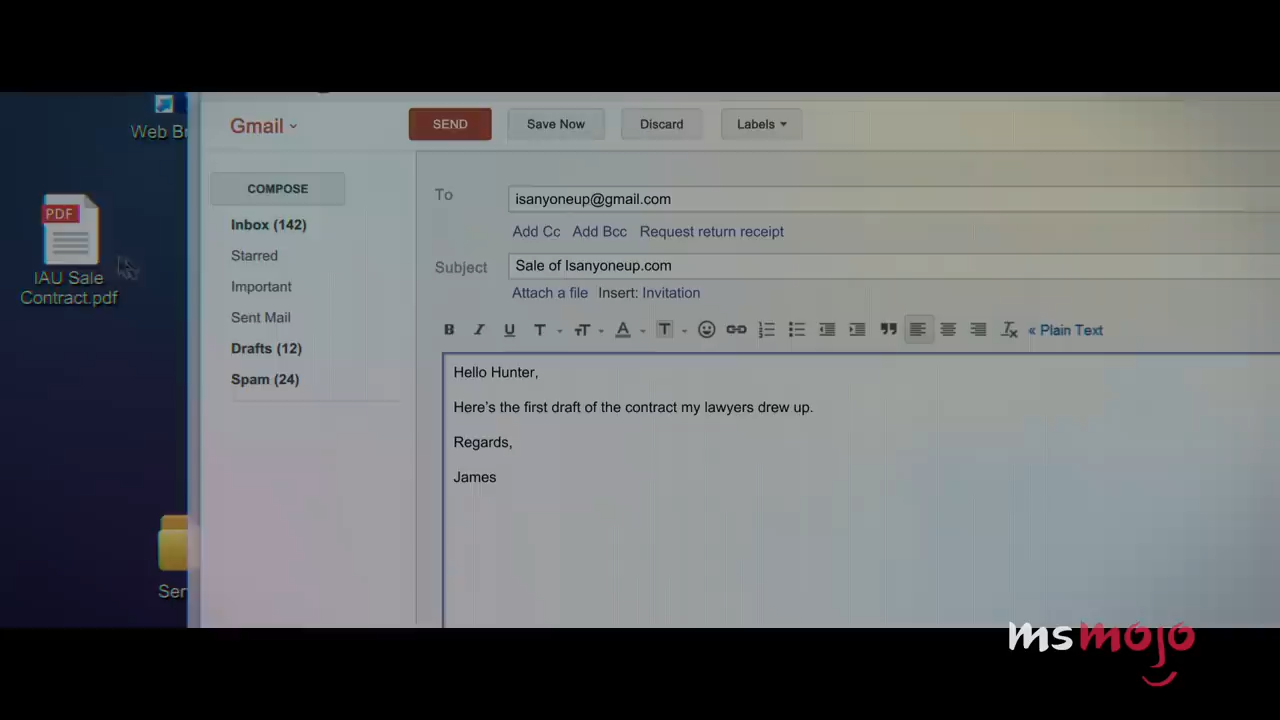 Web Br
PDF
IAU Sale
Contract.pdf
Ser
Gmail
SEND
Save Now
Discard
Labels
COMPOSE
Inbox (142)
Starred
Important
Sent Mail
Drafts (12)
Spam (24)
To
isanyoneup@gmail.com
Add Cc Add Bcc Request return receipt
Subject
Sale of Isanyoneup.com
Attach a file Insert: Invitation
B I U T тT A T « Plain Text
Hello Hunter,
Here's the first draft of the contract my lawyers drew up.
Regards,
James
msmojo